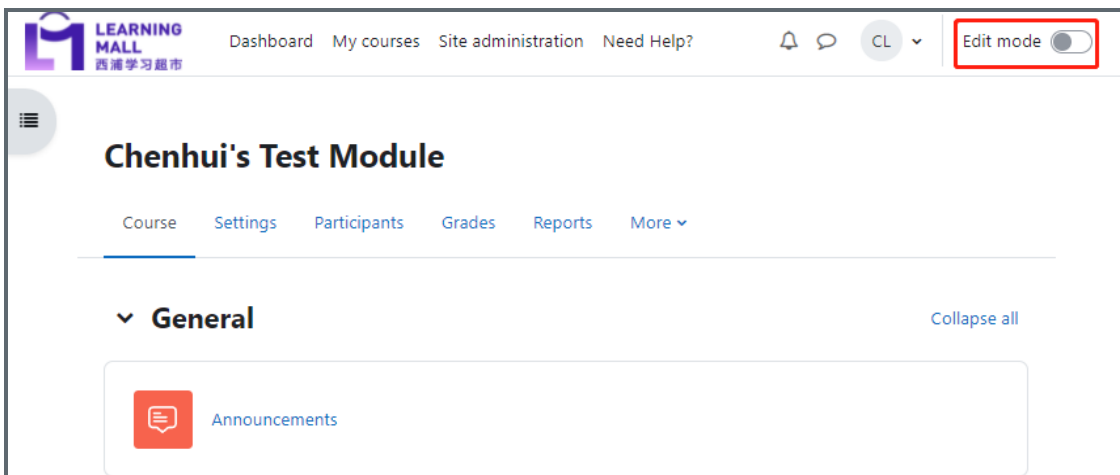 LEARNING
MALL
西浦学习超市
Dashboard My courses Site administration Need Help? CL Edit mode
Chenhui's Test Module
Course Settings Participants Grades Reports More
General Collapse all
Announcements